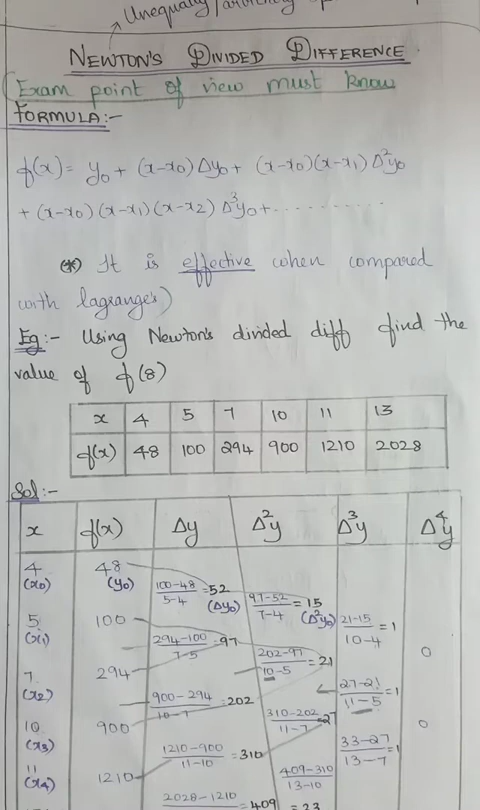 Unequally
NEWTON'S DIVIDED DIFFERENCE
(Exam point of view must know
FORMULA:-
f(x) = y₀ + (x-x₀) Δy₀ + (x-x₀)(x-x₁) Δ²y₀
+ (x-x₀) (x-x₁) (x-x₂) Δ³y₀ + ..........
(*) It is effective when compared
with lagrange's)
Eg:- Using Newton's divided diff find the
value of f(8)
x 4 5 7 10 11 13
f(x) 48 100 294 900 1210 2028
Sol:-
x f(x) Δy Δ²y Δ³y Δ⁴y
4 48
(x₀) (y₀) 100-48/5-4 = 52 97-52/7-4 = 15
(Δy₀) (Δ²y₀)
5 100 21-15/10-4 = 1
(x₁) 294-100/7-5 = 97 202-97/10-5 = 21 0
7 294
(x₂) 900-294/10-7 = 202 27-21/11-5 = 1
310-202/11-7 = 27
10 900 0
(x₃) 1210-900/11-10 = 310 33-27/13-7 = 1
11 1210 409-310/13-10
(x₄) 2028-1210 = 409 = 33